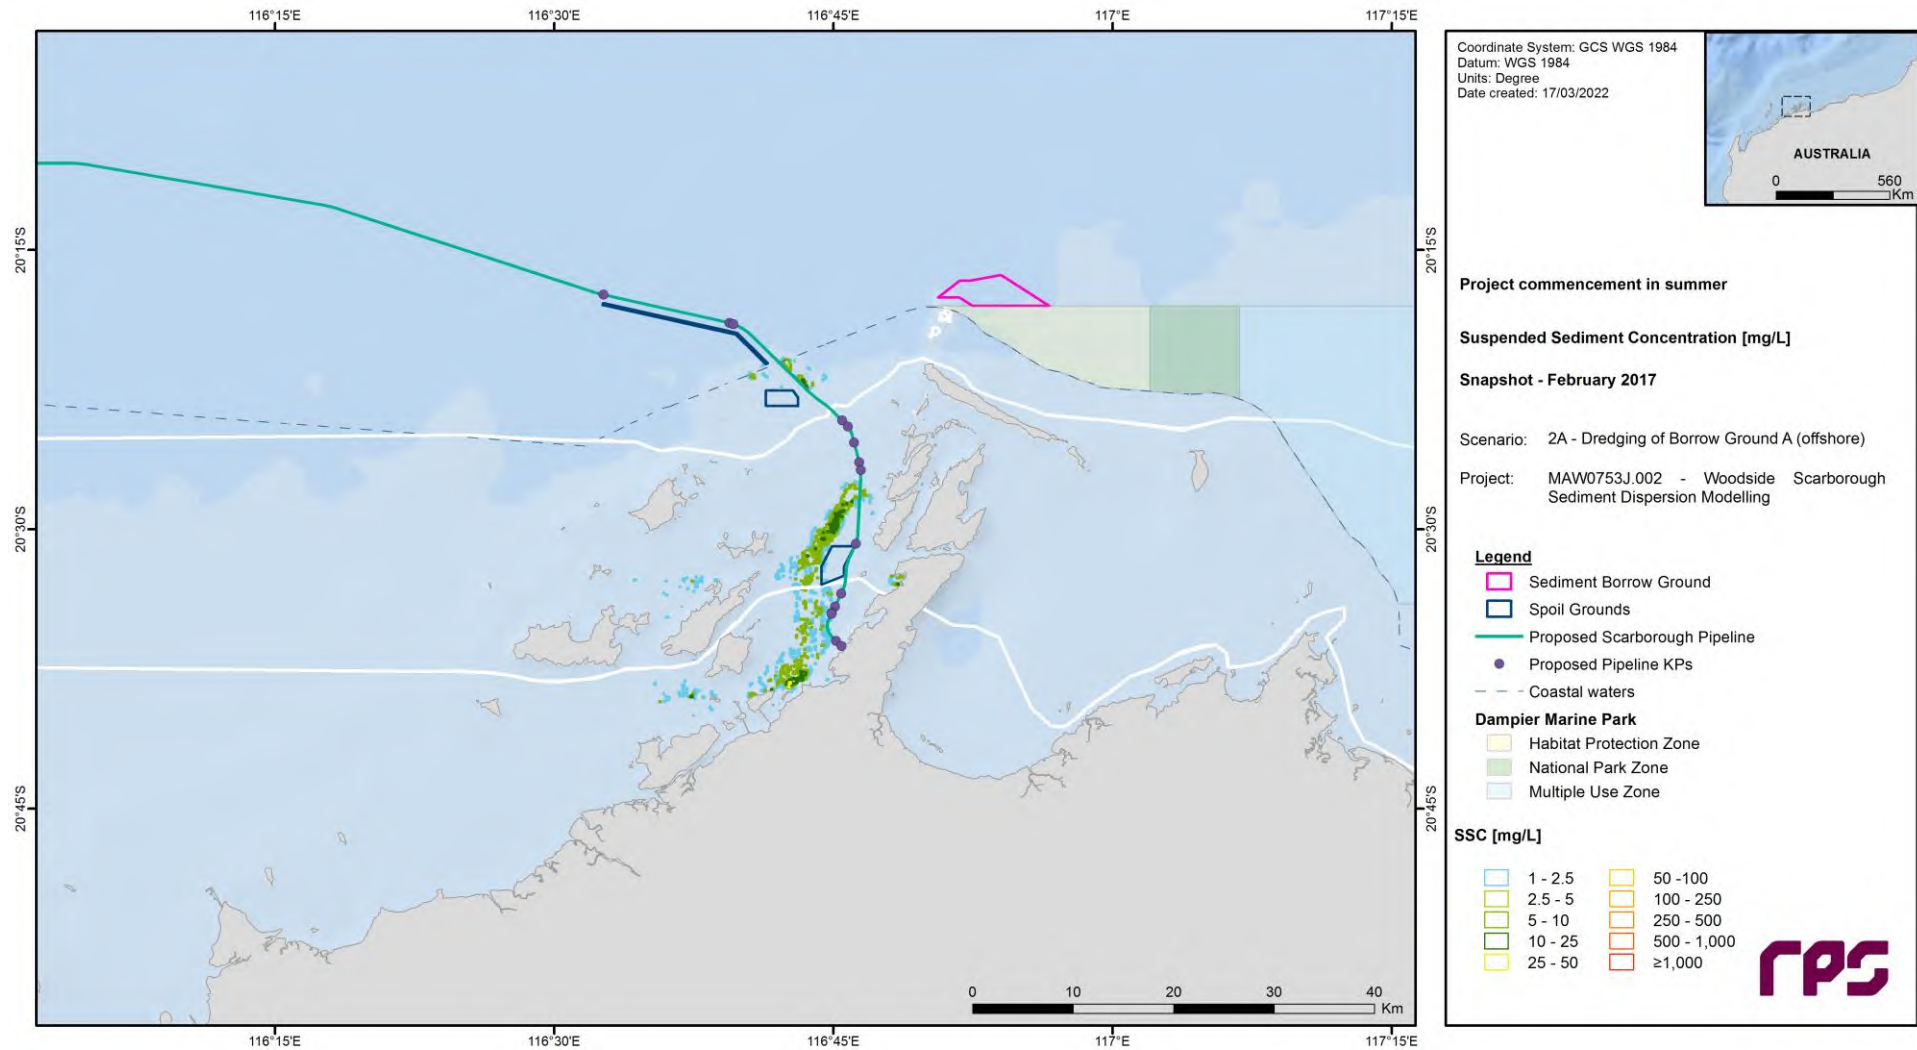 116°15'E
116°30'E
116°45'E
117°E
117°15'E
20°15'S
20°30'S
20°45'S
20°15'S
20°30'S
20°45'S
0 10 20 30 40
Km
116°15'E
116°30'E
116°45'E
117°E
117°15'E
Coordinate System: GCS WGS 1984
Datum: WGS 1984
Units: Degree
Date created: 17/03/2022
AUSTRALIA
0 560
Km
Project commencement in summer
Suspended Sediment Concentration [mg/L]
Snapshot - February 2017
Scenario: 2A - Dredging of Borrow Ground A (offshore)
Project: MAW0753J.002 - Woodside Scarborough
Sediment Dispersion Modelling
Legend
Sediment Borrow Ground
Spoil Grounds
Proposed Scarborough Pipeline
Proposed Pipeline KPs
Coastal waters
Dampier Marine Park
Habitat Protection Zone
National Park Zone
Multiple Use Zone
SSC [mg/L]
1 - 2.5
2.5 - 5
5 - 10
10 - 25
25 - 50
50 -100
100 - 250
250 - 500
500 - 1,000
≥1,000
rps